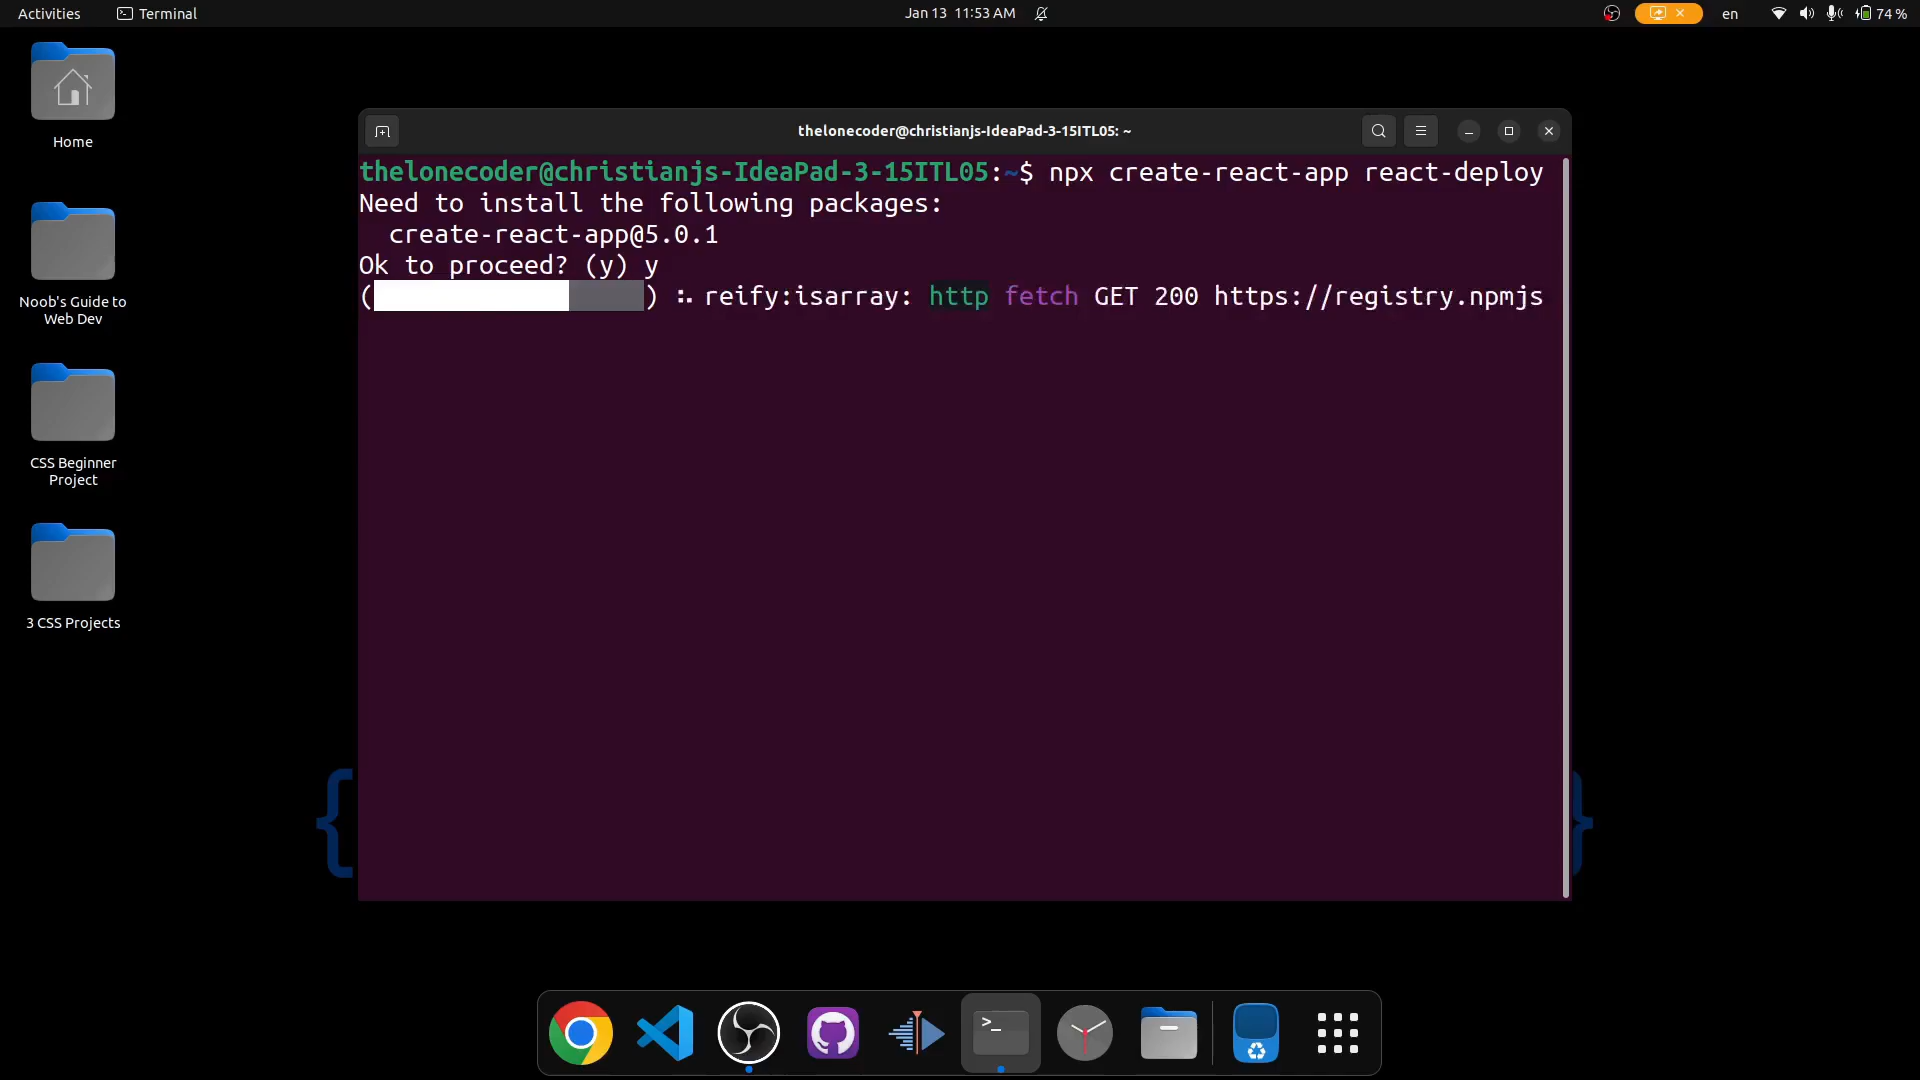 Activities
Terminal
Jan 13 11:53 AM
en
74 %
Home
Noob's Guide to
Web Dev
CSS Beginner
Project
3 CSS Projects
thelonecoder@christianjs-IdeaPad-3-15ITL05: ~
thelonecoder@christianjs-IdeaPad-3-15ITL05:~$ npx create-react-app react-deploy
Need to install the following packages:
create-react-app@5.0.1
Ok to proceed? (y) y
( ) ⠦ reify:isarray: http fetch GET 200 https://registry.npmjs
{
}
>_